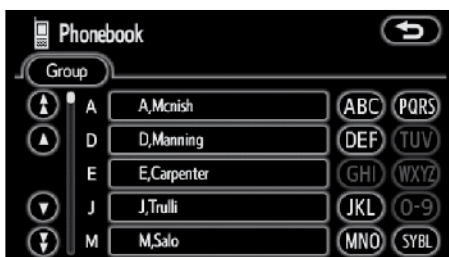 Phonebook
Group
A A,Mcnish ABC PQRS
D D,Manning DEF TUV
E E,Carpenter GHI WXYZ
J J,Trulli JKL 0-9
M M,Salo MNO SYBL